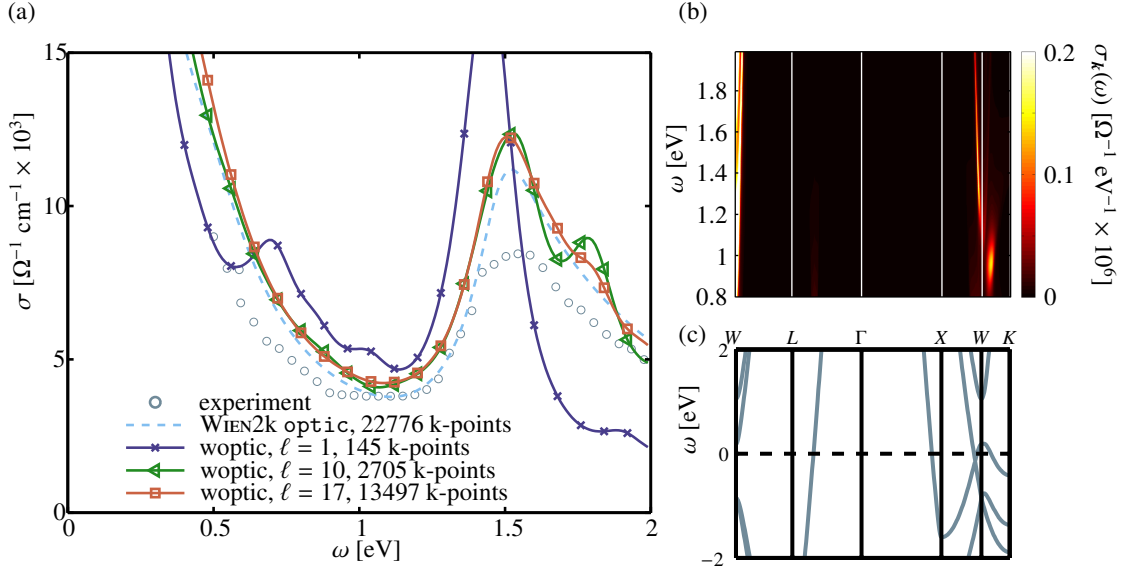 (a)
15
10
5
0
0
0.5
1
1.5
2
σ [Ω⁻¹ cm⁻¹ × 10³]
ω [eV]
experiment
WIEN2k optic, 22776 k-points
woptic, ℓ = 1, 145 k-points
woptic, ℓ = 10, 2705 k-points
woptic, ℓ = 17, 13497 k-points
(b)
1.8
1.6
1.4
1.2
1
0.8
ω [eV]
0.2
0.1
0
σₖ(ω) [Ω⁻¹ eV⁻¹ × 10⁶]
(c)
W L Γ X W K
2
0
-2
ω [eV]